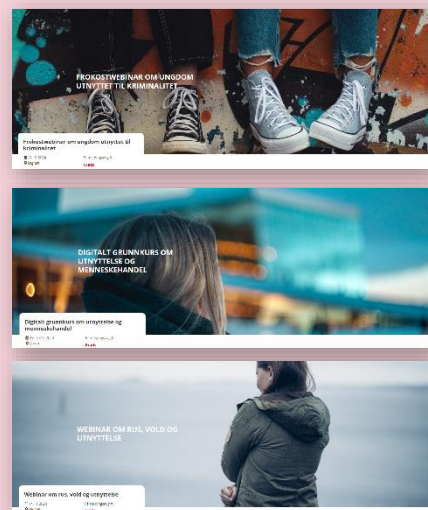 FROKOSTWEBINAR OM UNGDOM
UTNYTTET TIL KRIMINALITET
Frokostwebinar om ungdom utnyttet til
kriminalitet
DIGITALT GRUNNKURS OM
UTNYTTELSE OG
MENNESKEHANDEL
Digitalt grunnkurs om utnyttelse og
menneskehandel
WEBINAR OM RUS, VOLD OG
UTNYTTELSE
Webinar om rus, vold og utnyttelse